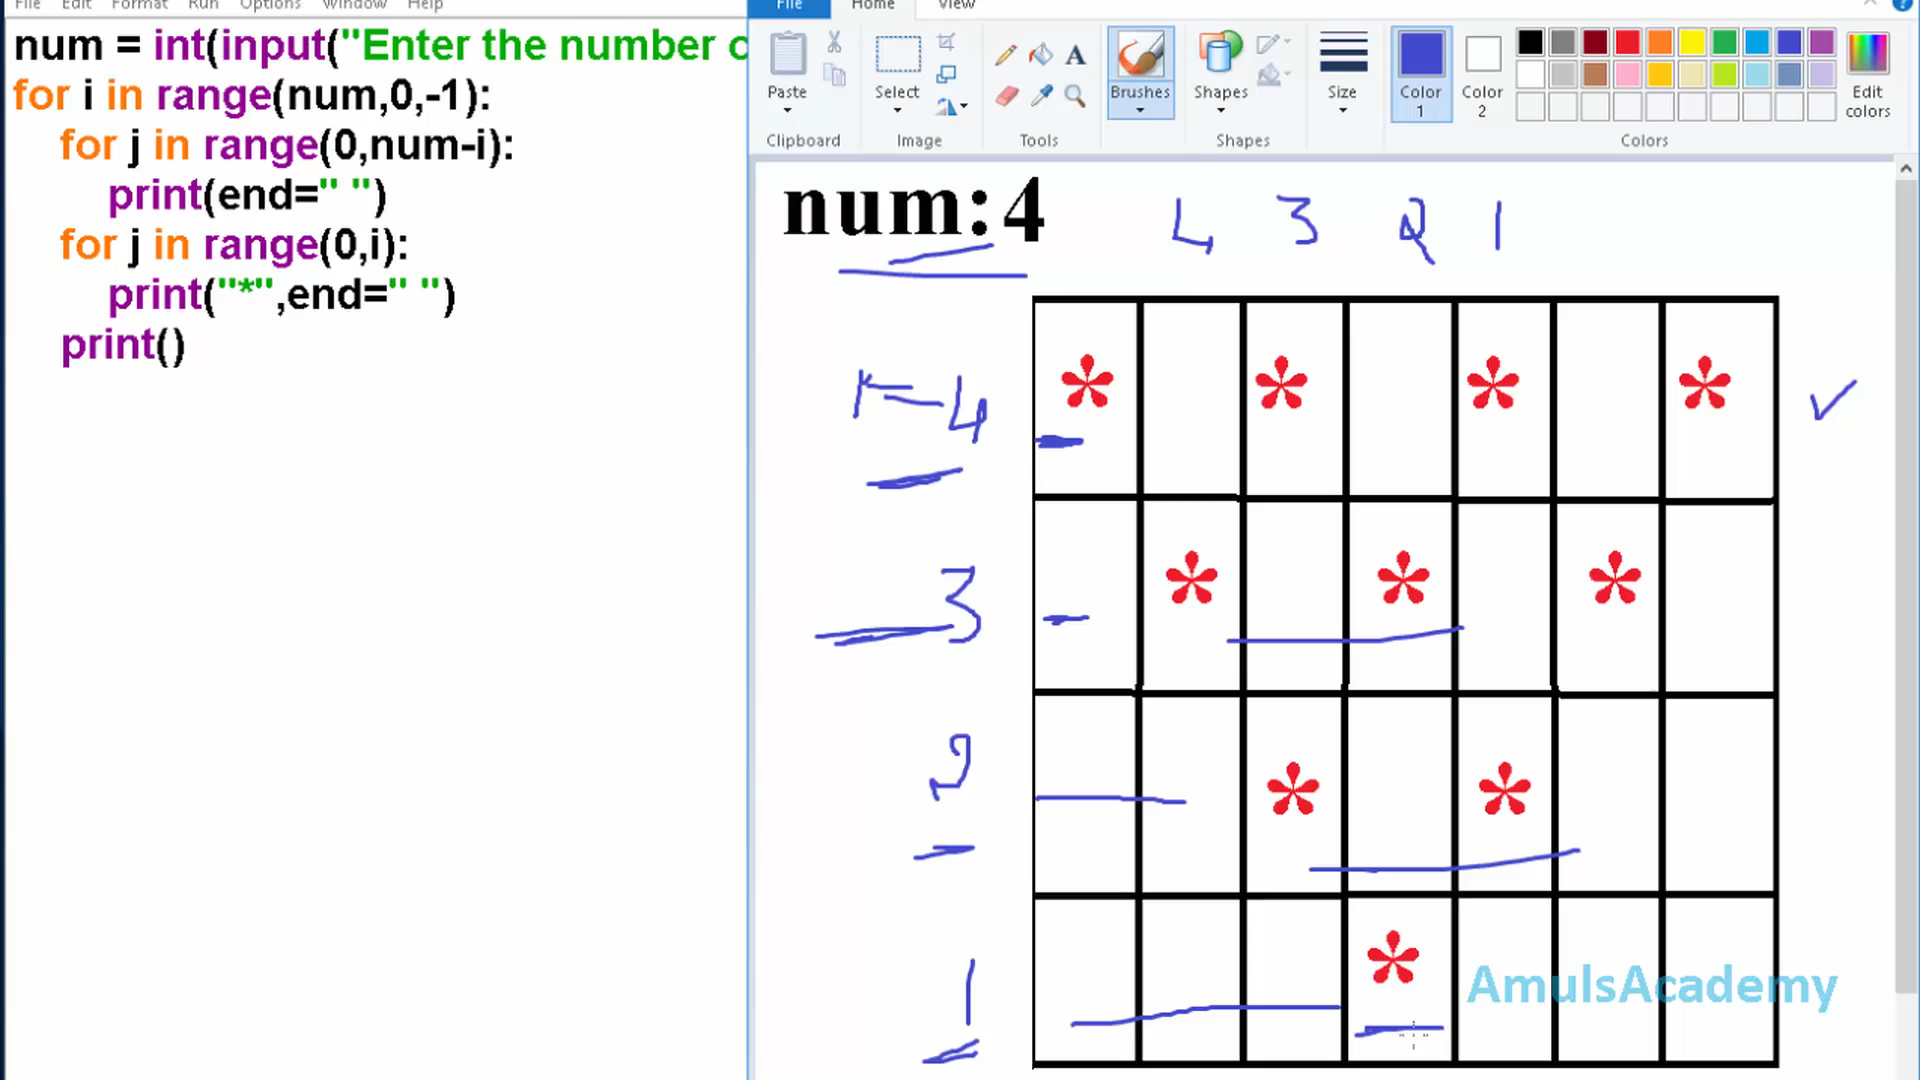 File Edit Format Run Options Window Help
num = int(input("Enter the number
for i in range(num,0,-1):
for j in range(0,num-i):
print(end=" ")
for j in range(0,i):
print("*",end=" ")
print()
File Home View
Paste Select Brushes Shapes Size Color 1 Color 2 Edit colors
Clipboard Image Tools Shapes Colors
num:4 4 3 2 1
4 * * * *
3 * * *
2 * *
1 *
AmulsAcademy